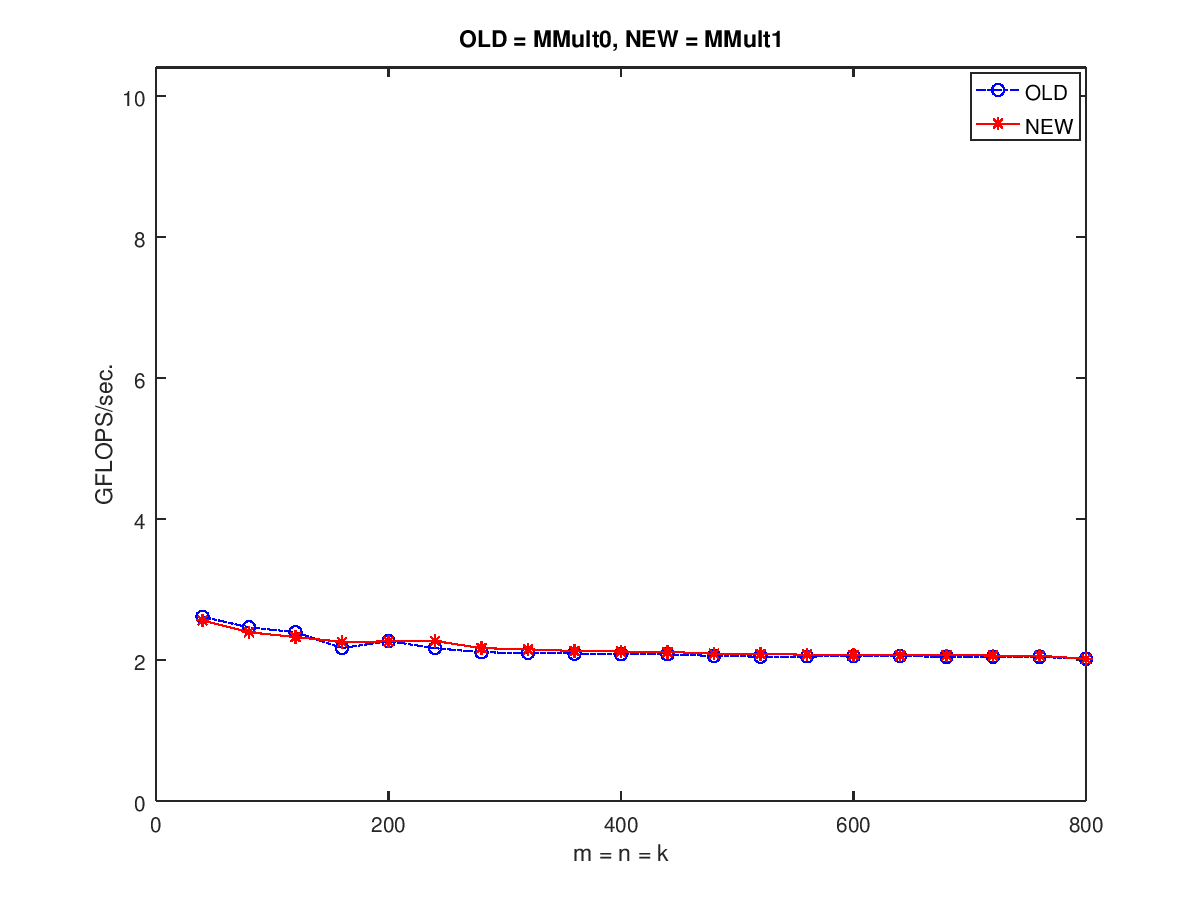 OLD = MMult0, NEW = MMult1
OLD
NEW
10
8
6
4
2
0
GFLOPS/sec.
0 200 400 600 800
m = n = k